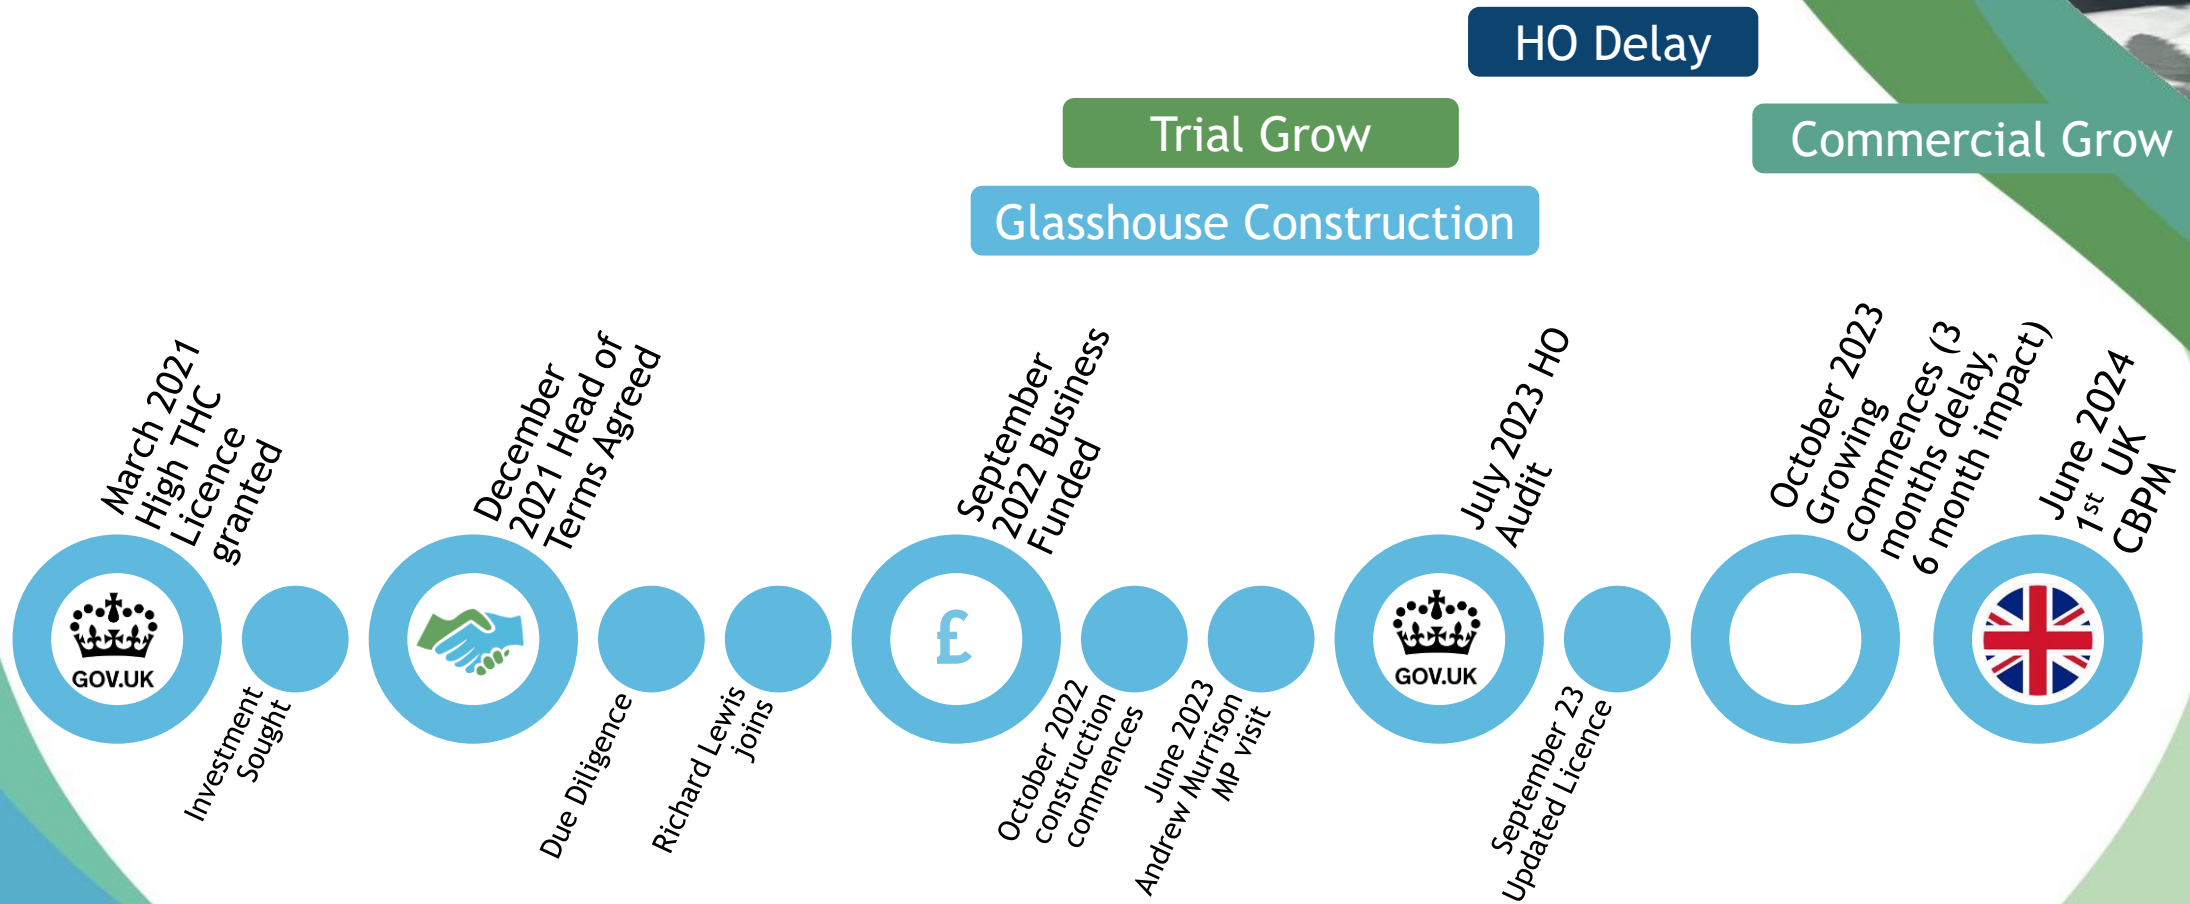 HO Delay
Trial Grow
Commercial Grow
Glasshouse Construction
March 2021
High THC
Licence
granted
GOV.UK
Investment
Sought
December
2021 Head of
Terms Agreed
Due Diligence
Richard Lewis
joins
September
2022 Business
Funded
£
October 2022
construction
commences
June 2023
Andrew Murrison
MP visit
July 2023 HO
Audit
GOV.UK
September 23
Updated Licence
October 2023
Growing
commences (3
months delay,
6 month impact)
June 2024
1st UK
CBPM